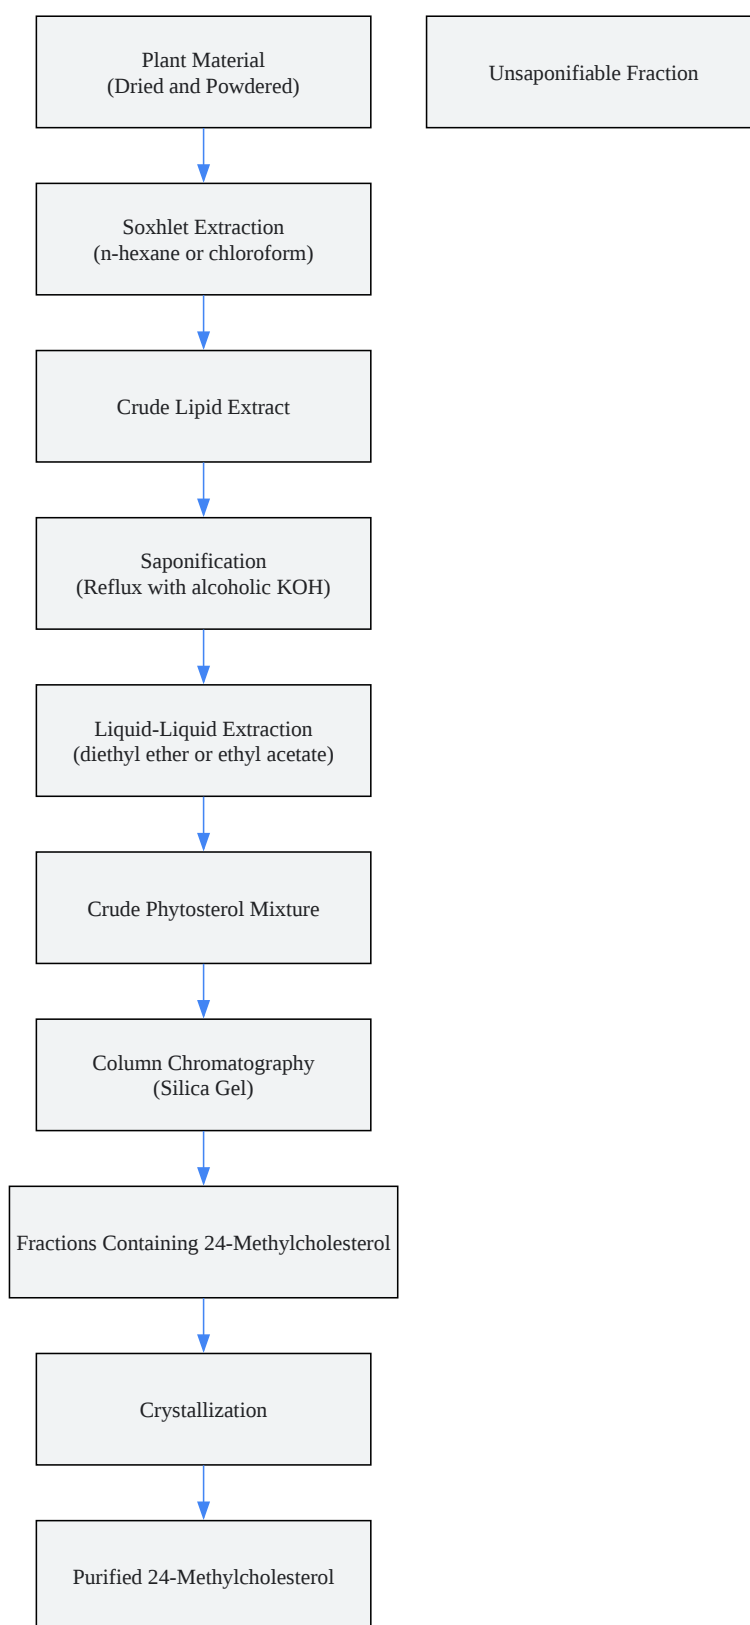 Plant Material
(Dried and Powdered)
Unsaponifiable Fraction
Soxhlet Extraction
(n-hexane or chloroform)
Crude Lipid Extract
Saponification
(Reflux with alcoholic KOH)
Liquid-Liquid Extraction
(diethyl ether or ethyl acetate)
Crude Phytosterol Mixture
Column Chromatography
(Silica Gel)
Fractions Containing 24-Methylcholesterol
Crystallization
Purified 24-Methylcholesterol